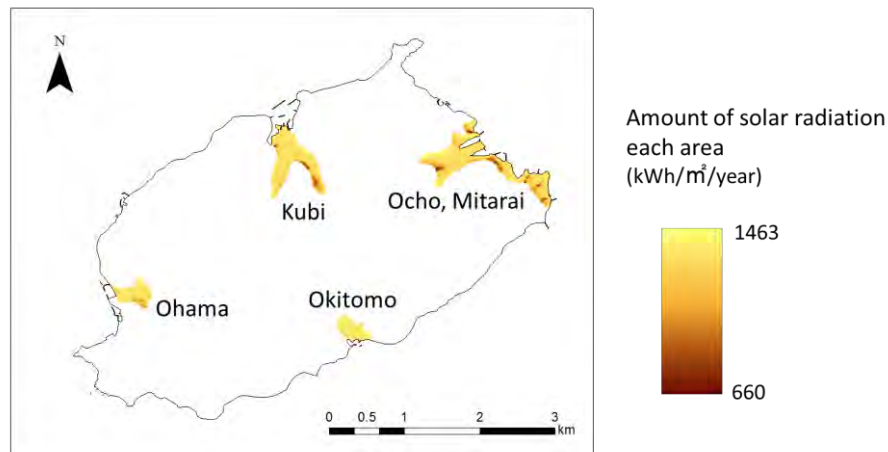 N
Kubi
Ocho, Mitarai
Ohama
Okitomo
0 0.5 1 2 3
km
Amount of solar radiation
each area
(kWh/㎡/year)
1463
660